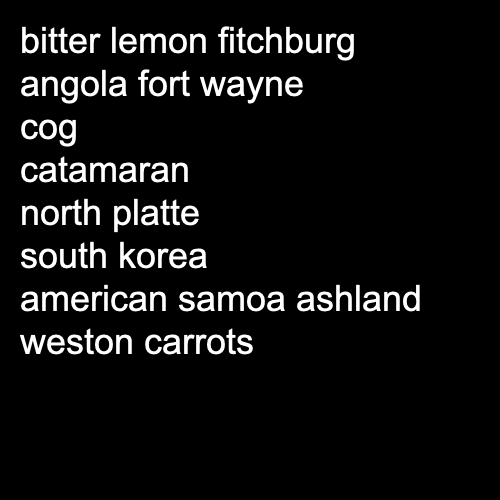 bitter lemon fitchburg
angola fort wayne
cog
catamaran
north platte
south korea
american samoa ashland
weston carrots